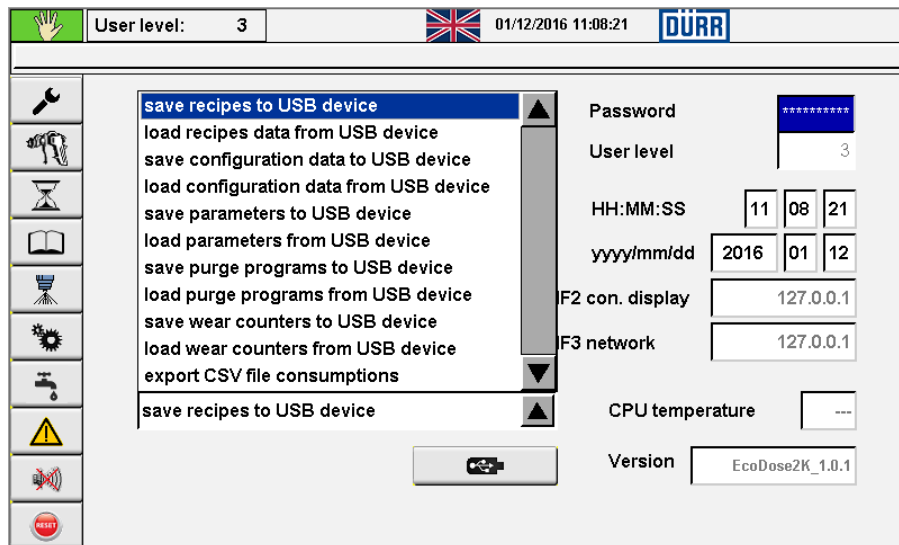 User level: 3 01/12/2016 11:08:21 DÜRR
save recipes to USB device
load recipes data from USB device
save configuration data to USB device
load configuration data from USB device
save parameters to USB device
load parameters from USB device
save purge programs to USB device
load purge programs from USB device
save wear counters to USB device
load wear counters from USB device
export CSV file consumptions
save recipes to USB device
Password **********
User level 3
HH:MM:SS 11 08 21
yyyy/mm/dd 2016 01 12
IF2 con. display 127.0.0.1
IF3 network 127.0.0.1
CPU temperature ---
Version EcoDose2K_1.0.1
RESET